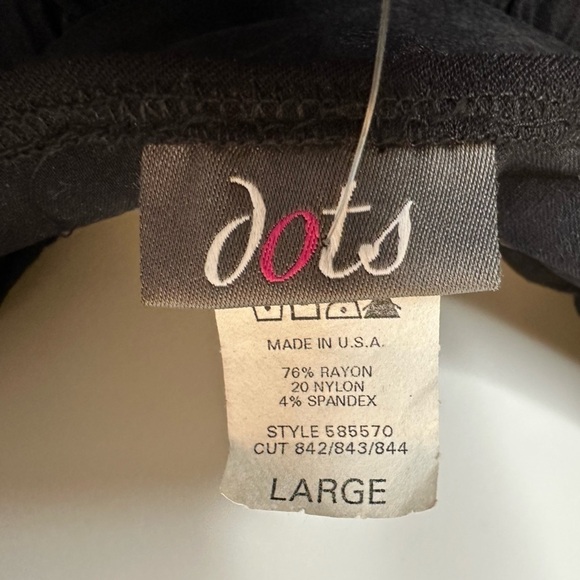 dots
MADE IN U.S.A.
76% RAYON
20 NYLON
4% SPANDEX
STYLE 585570
CUT 842/843/844
LARGE